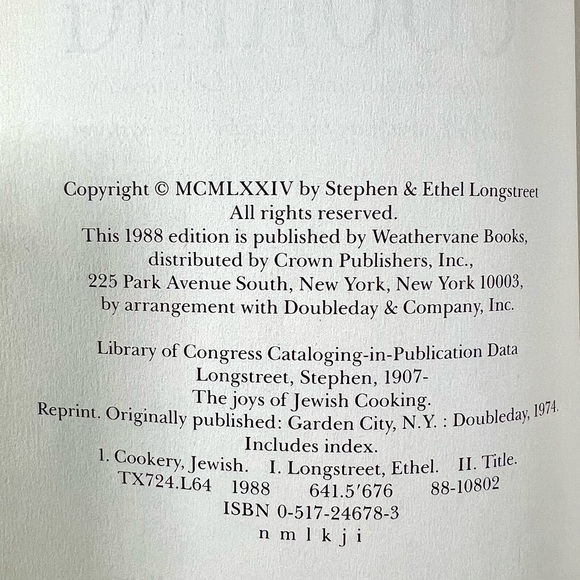 Copyright © MCMLXXIV by Stephen & Ethel Longstreet
All rights reserved.
This 1988 edition is published by Weathervane Books,
distributed by Crown Publishers, Inc.,
225 Park Avenue South, New York, New York 10003,
by arrangement with Doubleday & Company, Inc.
Library of Congress Cataloging-in-Publication Data
Longstreet, Stephen, 1907-
The joys of Jewish Cooking.
Reprint. Originally published: Garden City, N.Y. : Doubleday, 1974.
Includes index.
1. Cookery, Jewish. I. Longstreet, Ethel. II. Title.
TX724.L64 1988 641.5'676 88-10802
ISBN 0-517-24678-3
n m l k j i